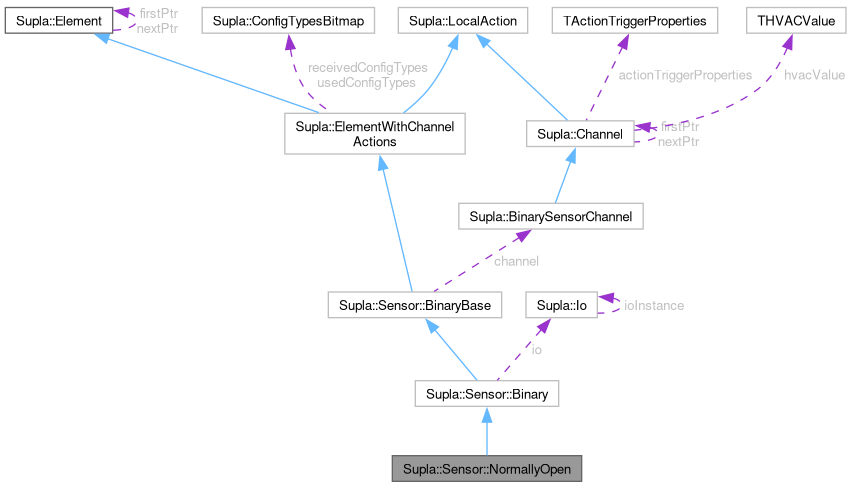 Supla::Element
firstPtr
nextPtr
Supla::ConfigTypesBitmap
Supla::LocalAction
TActionTriggerProperties
THVACValue
receivedConfigTypes
usedConfigTypes
actionTriggerProperties
hvacValue
Supla::ElementWithChannel
Actions
Supla::Channel
firstPtr
nextPtr
Supla::BinarySensorChannel
channel
Supla::Sensor::BinaryBase
Supla::Io
ioInstance
io
Supla::Sensor::Binary
Supla::Sensor::NormallyOpen